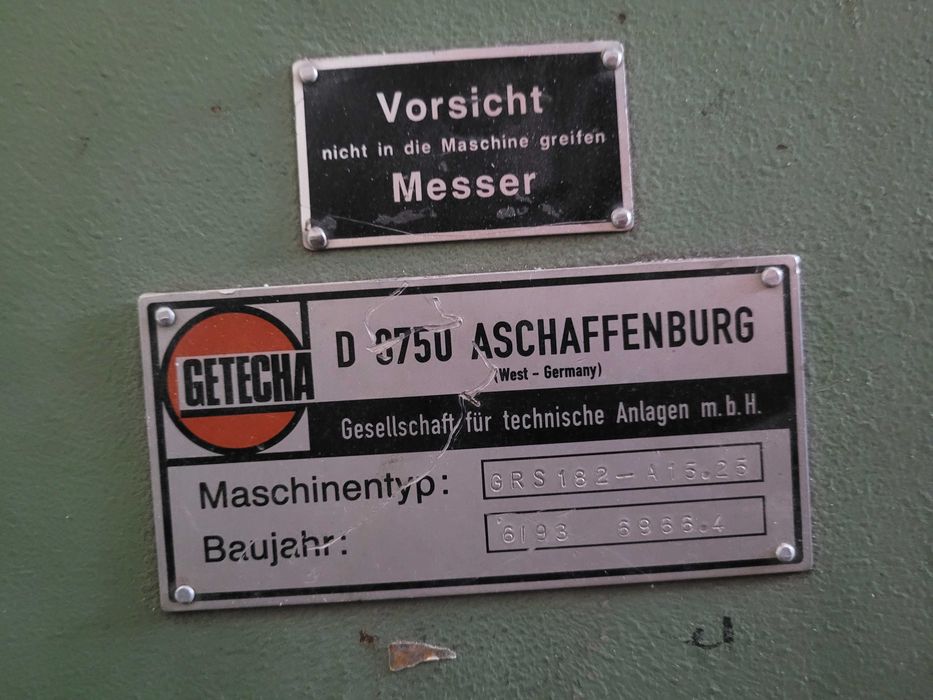 Vorsicht
nicht in die Maschine greifen
Messer
GETECHA
D 8750 ASCHAFFENBURG
(West - Germany)
Gesellschaft für technische Anlagen m.b.H.
Maschinentyp: GRS182-A15.25
Baujahr: 6/93 6966.4